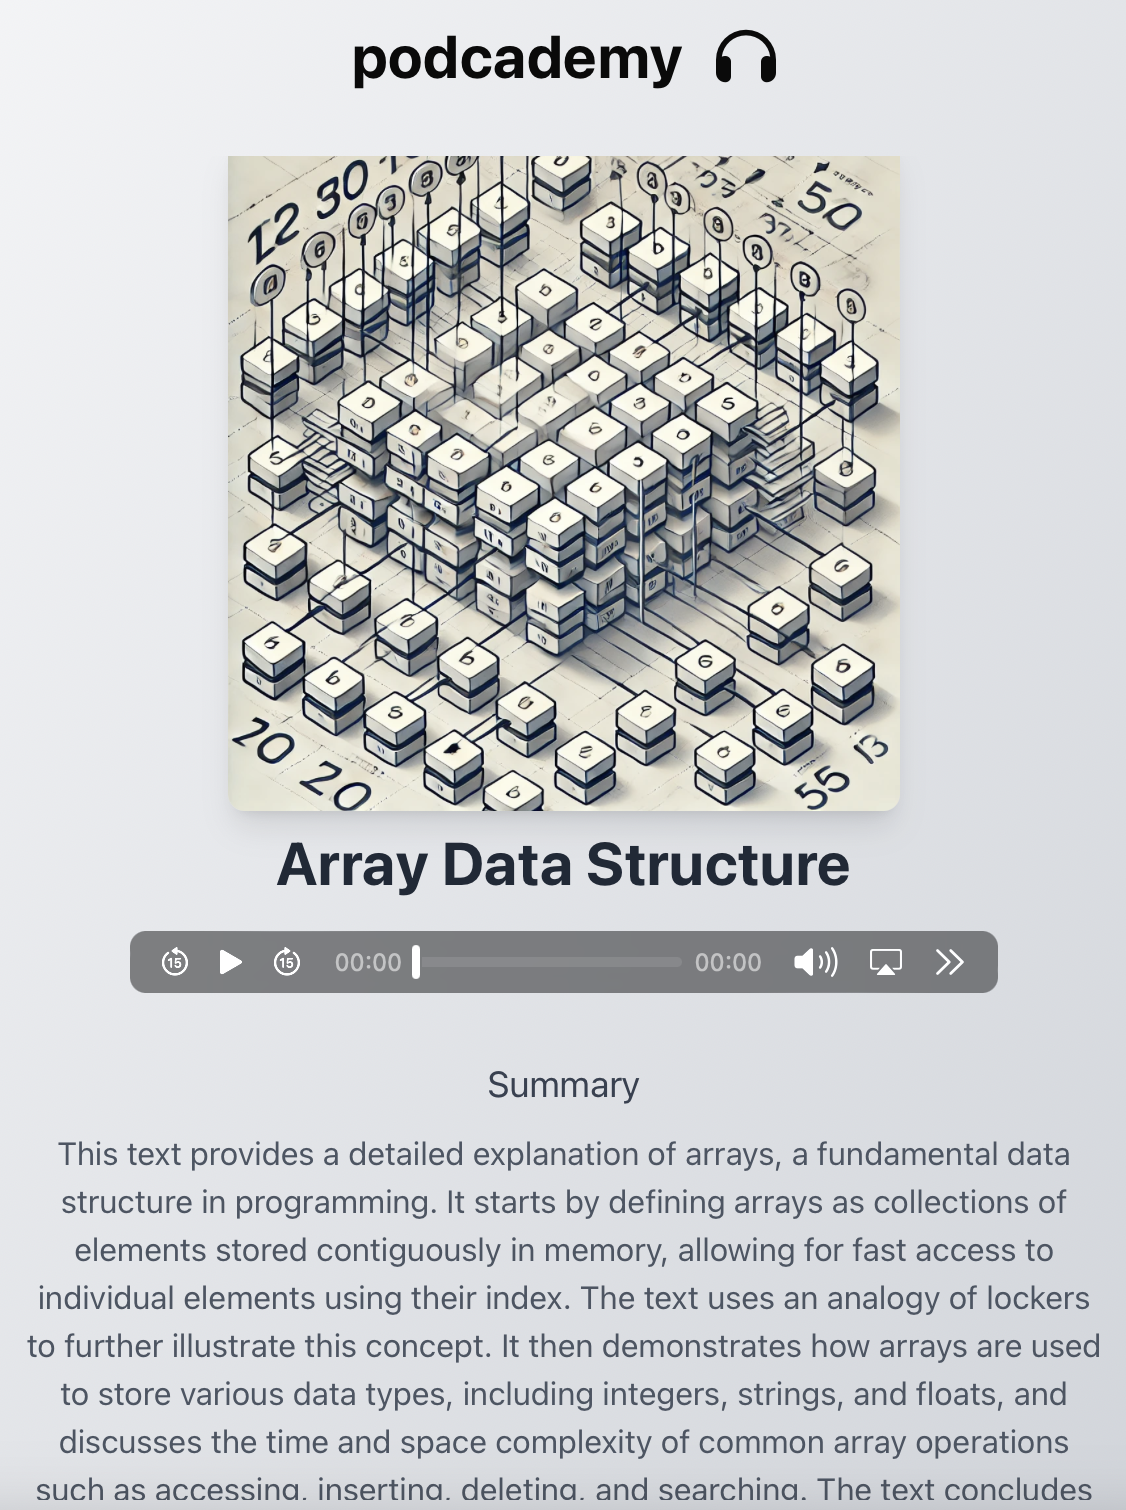 podcademy
12 30
50
20 20
55 13
Array Data Structure
15 15 00:00 00:00
Summary
This text provides a detailed explanation of arrays, a fundamental data
structure in programming. It starts by defining arrays as collections of
elements stored contiguously in memory, allowing for fast access to
individual elements using their index. The text uses an analogy of lockers
to further illustrate this concept. It then demonstrates how arrays are used
to store various data types, including integers, strings, and floats, and
discusses the time and space complexity of common array operations
such as accessing, inserting, deleting, and searching. The text concludes